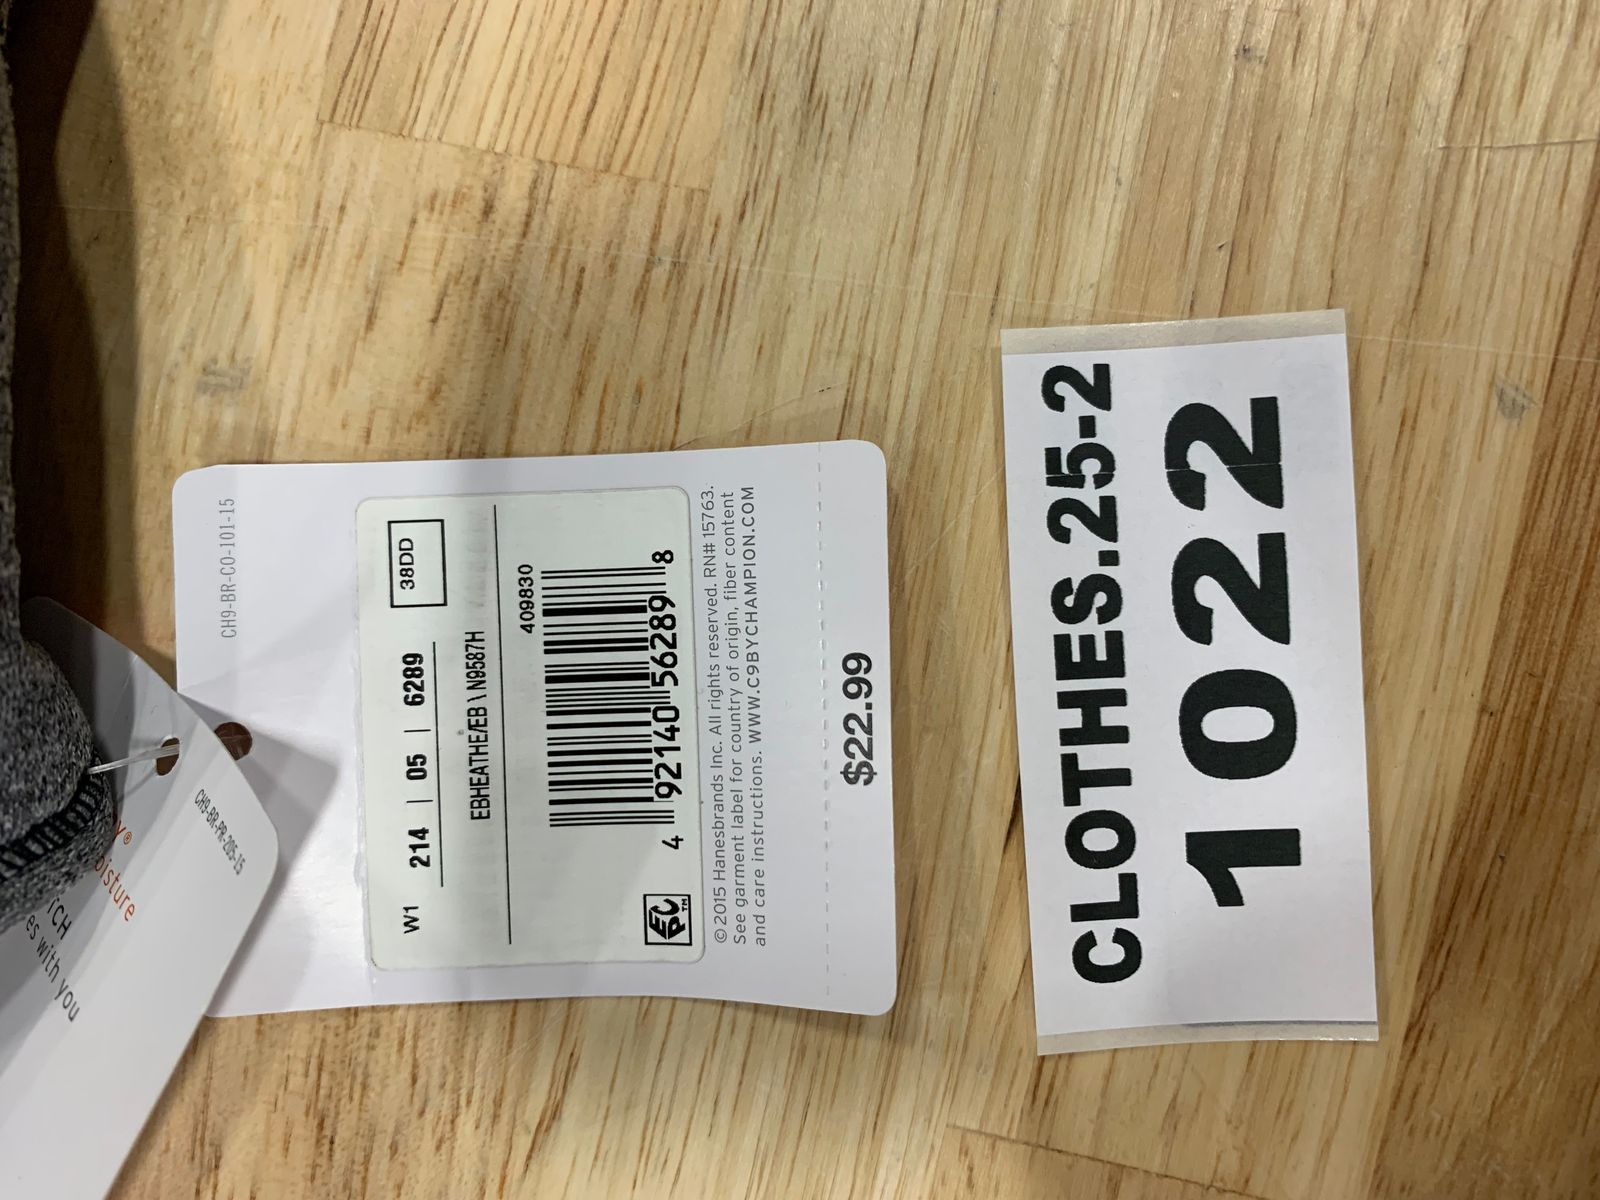 CH9-BR-CO-101-15
W1 214 | 05 | 6289 38DD
EBHEATHE/EB \ N9587H
409830
4 92140 56289 8
EPC™
© 2015 Hanesbrands Inc. All rights reserved. RN# 15763.
See garment label for country of origin, fiber content
and care instructions. WWW.C9BYCHAMPION.COM
$22.99
CLOTHES.25-2
1022
CH9-BR-PR-205-15
es with you